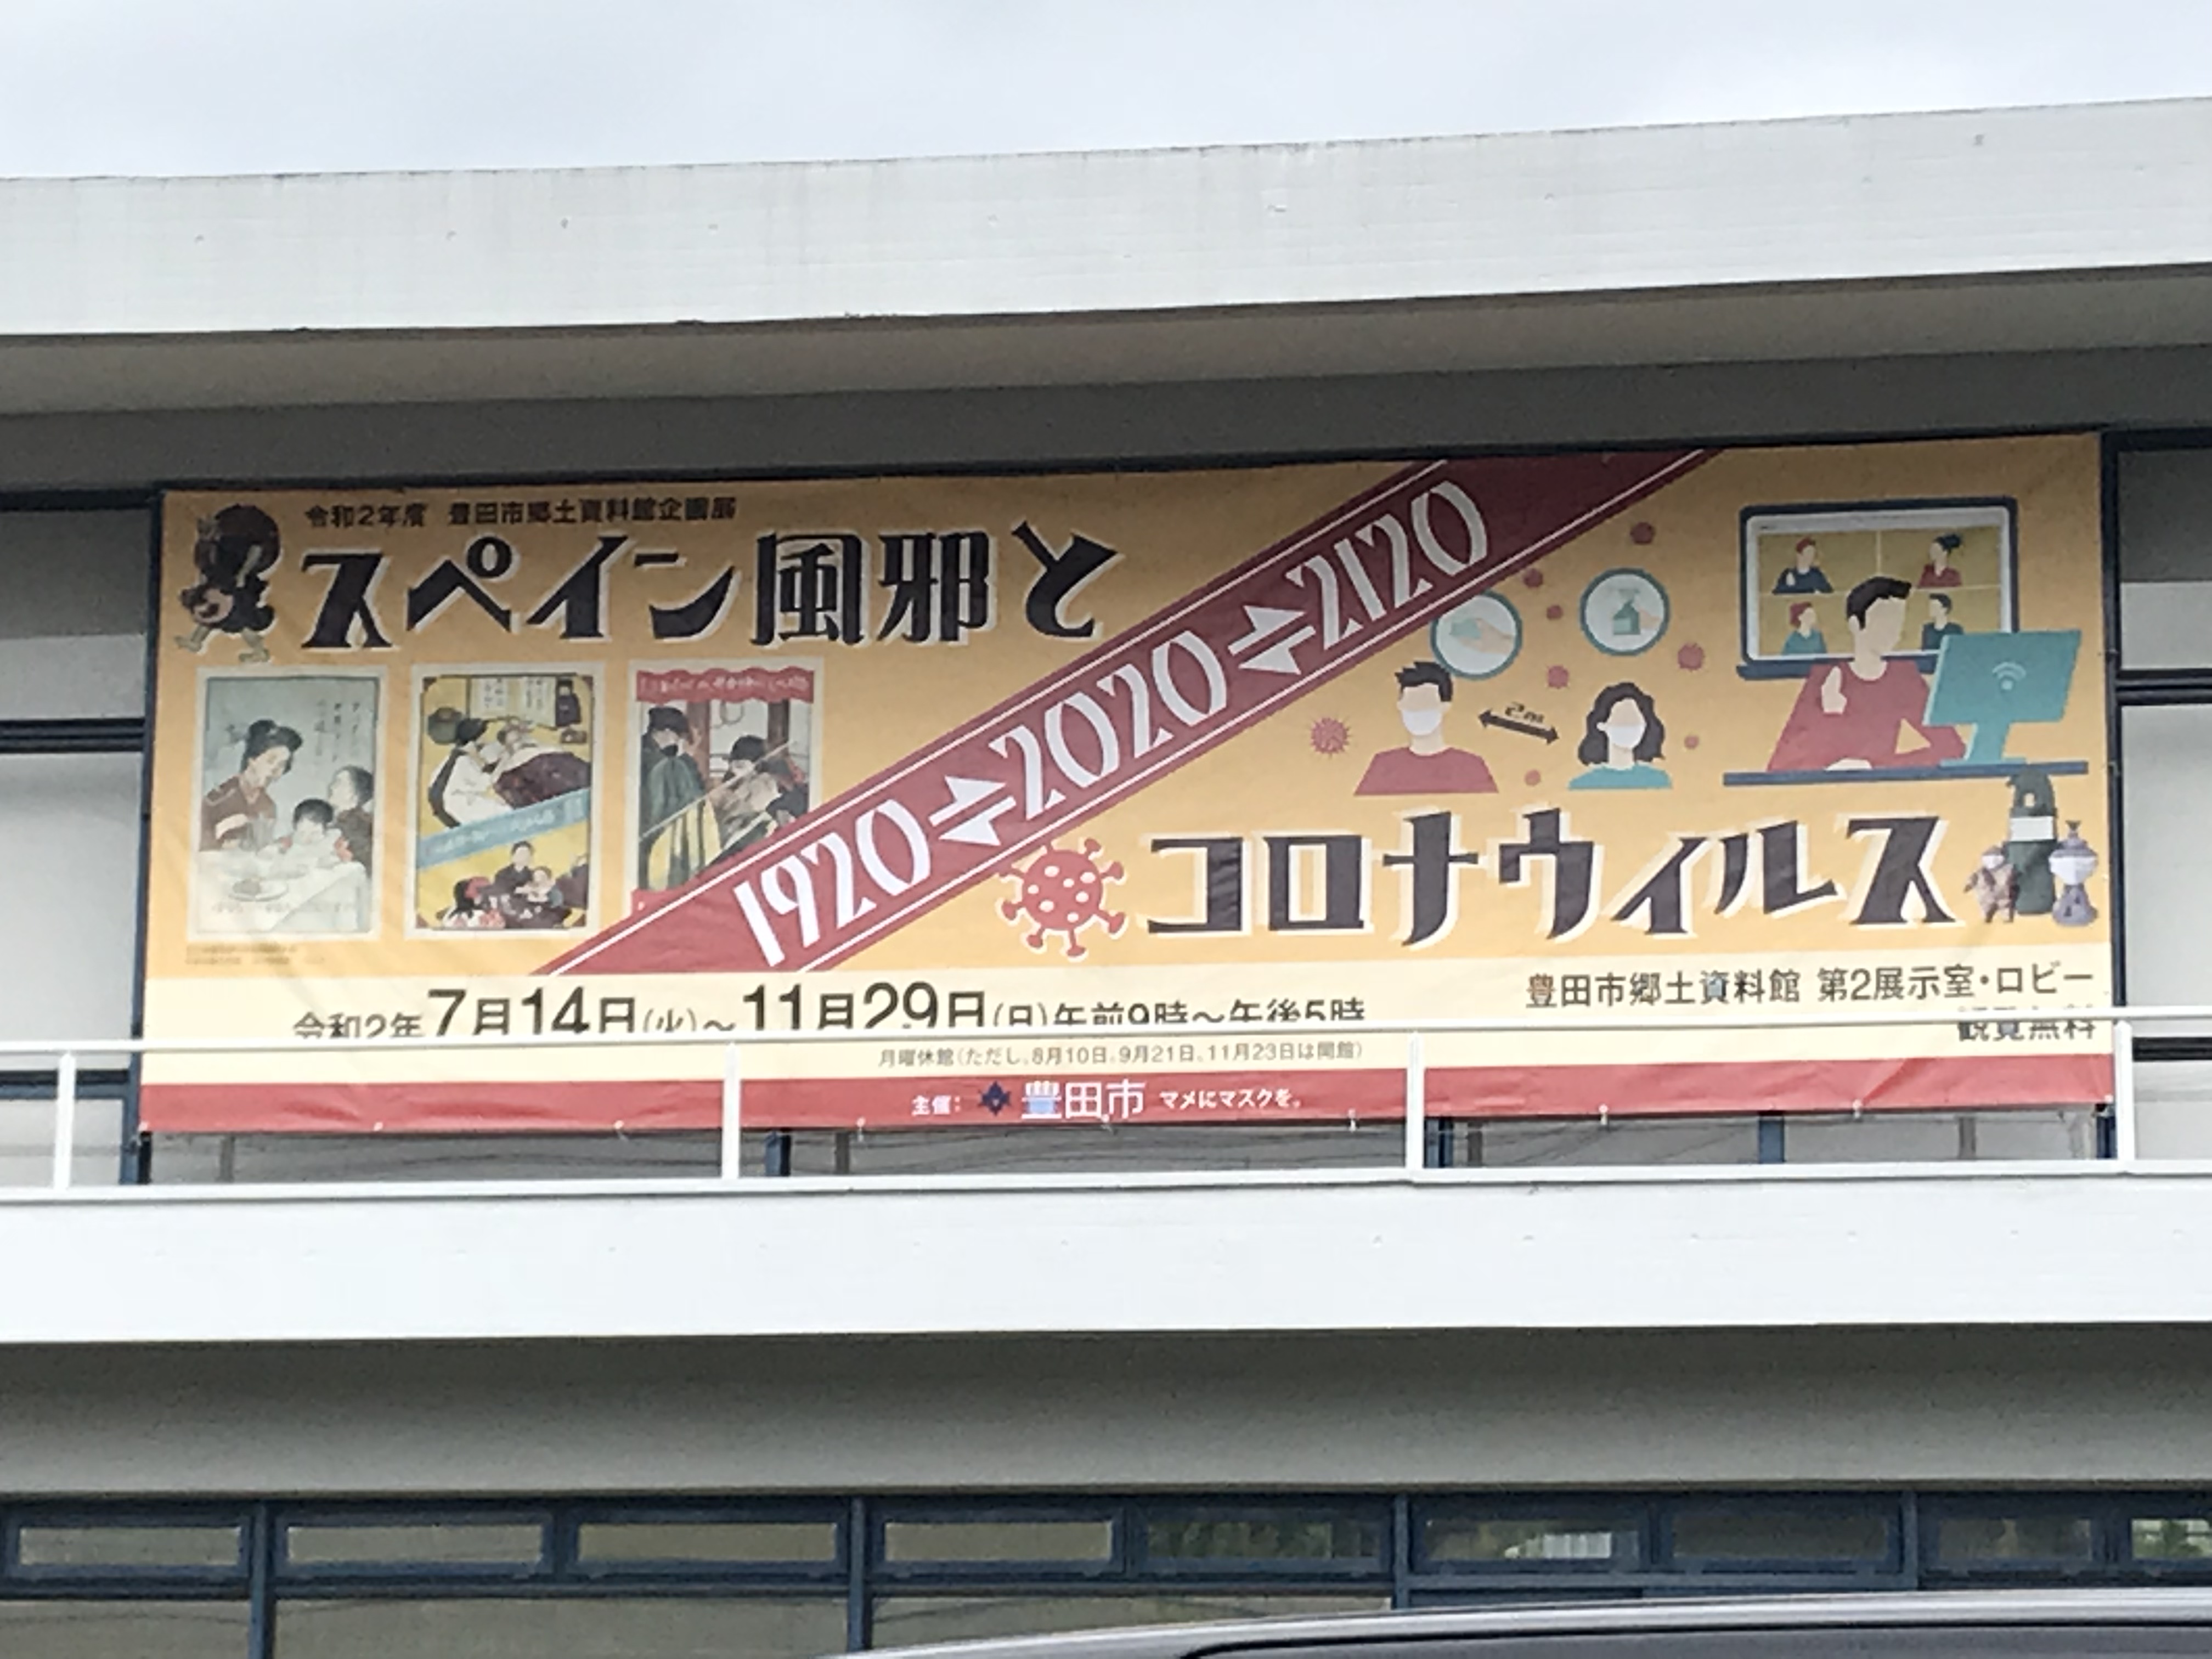 令和2年度 豊田市郷土資料館企画展
スペイン風邪と
1920⇌2020⇌2120
2m
コロナウィルス
令和2年7月14日(火)～11月29日(日)午前9時～午後5時
月曜休館(ただし、8月10日、9月21日、11月23日は開館)
豊田市郷土資料館 第2展示室・ロビー
観覧無料
主催: 豊田市 マメにマスクを。